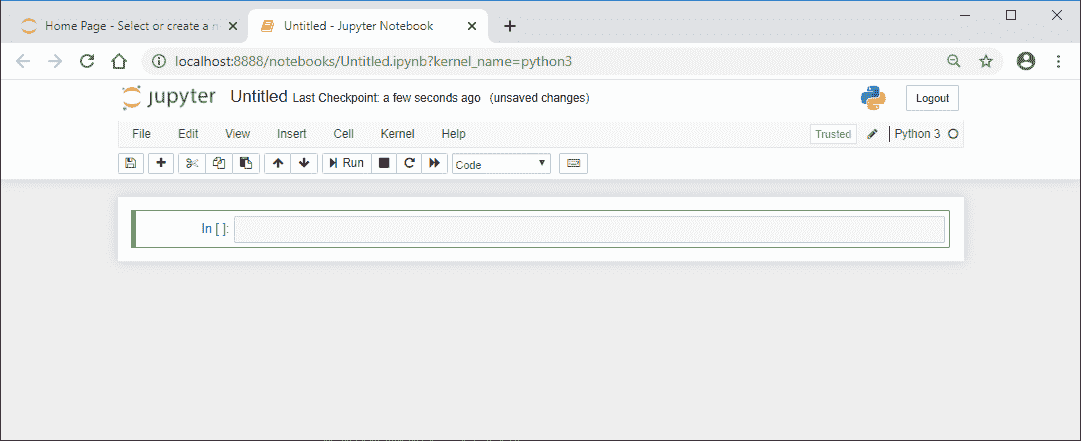 Home Page - Select or create a n
Untitled - Jupyter Notebook
localhost:8888/notebooks/Untitled.ipynb?kernel_name=python3
jupyter Untitled Last Checkpoint: a few seconds ago (unsaved changes)
Logout
File Edit View Insert Cell Kernel Help
Trusted
Python 3
Run
Code
In [ ]: